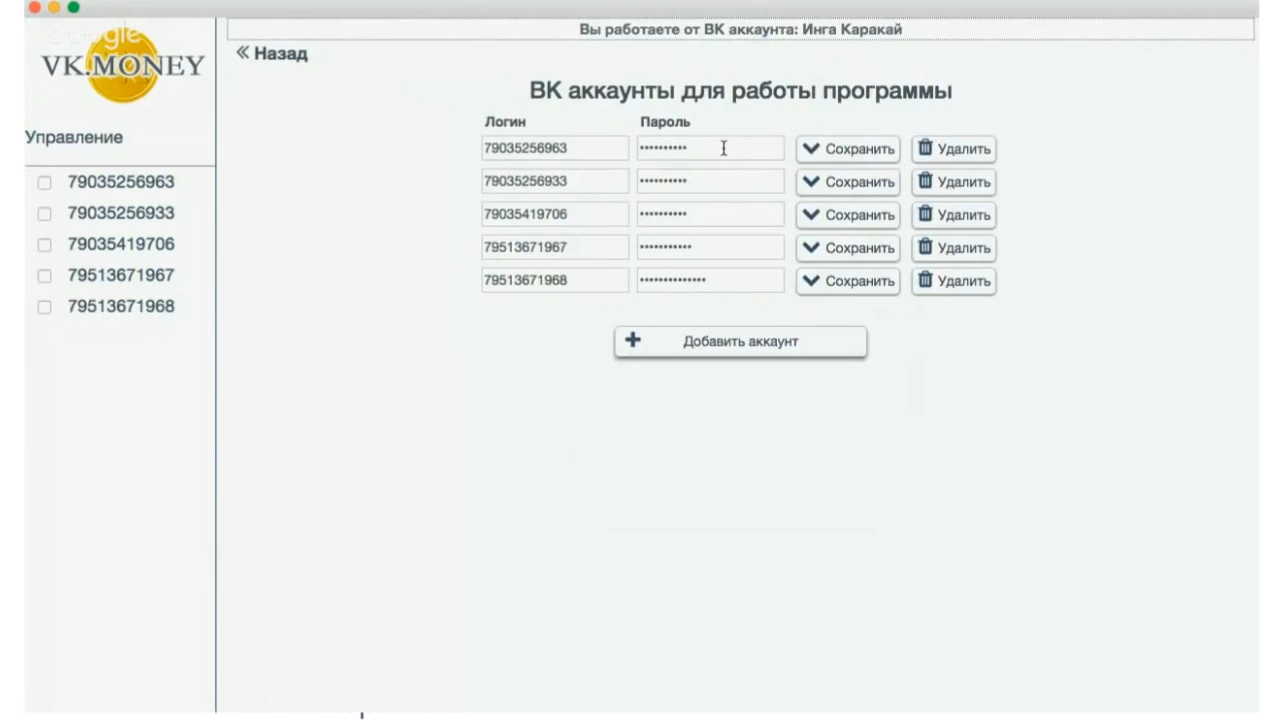 Вы работаете от ВК аккаунта: Инга Каракай
VK.MONEY
« Назад
ВК аккаунты для работы программы
Управление
Логин Пароль
79035256963 •••••••••• Сохранить Удалить
79035256933 •••••••••• Сохранить Удалить
79035419706 •••••••••• Сохранить Удалить
79513671967 ••••••••••• Сохранить Удалить
79513671968 •••••••••••••• Сохранить Удалить
79035256963
79035256933
79035419706
79513671967
79513671968
Добавить аккаунт